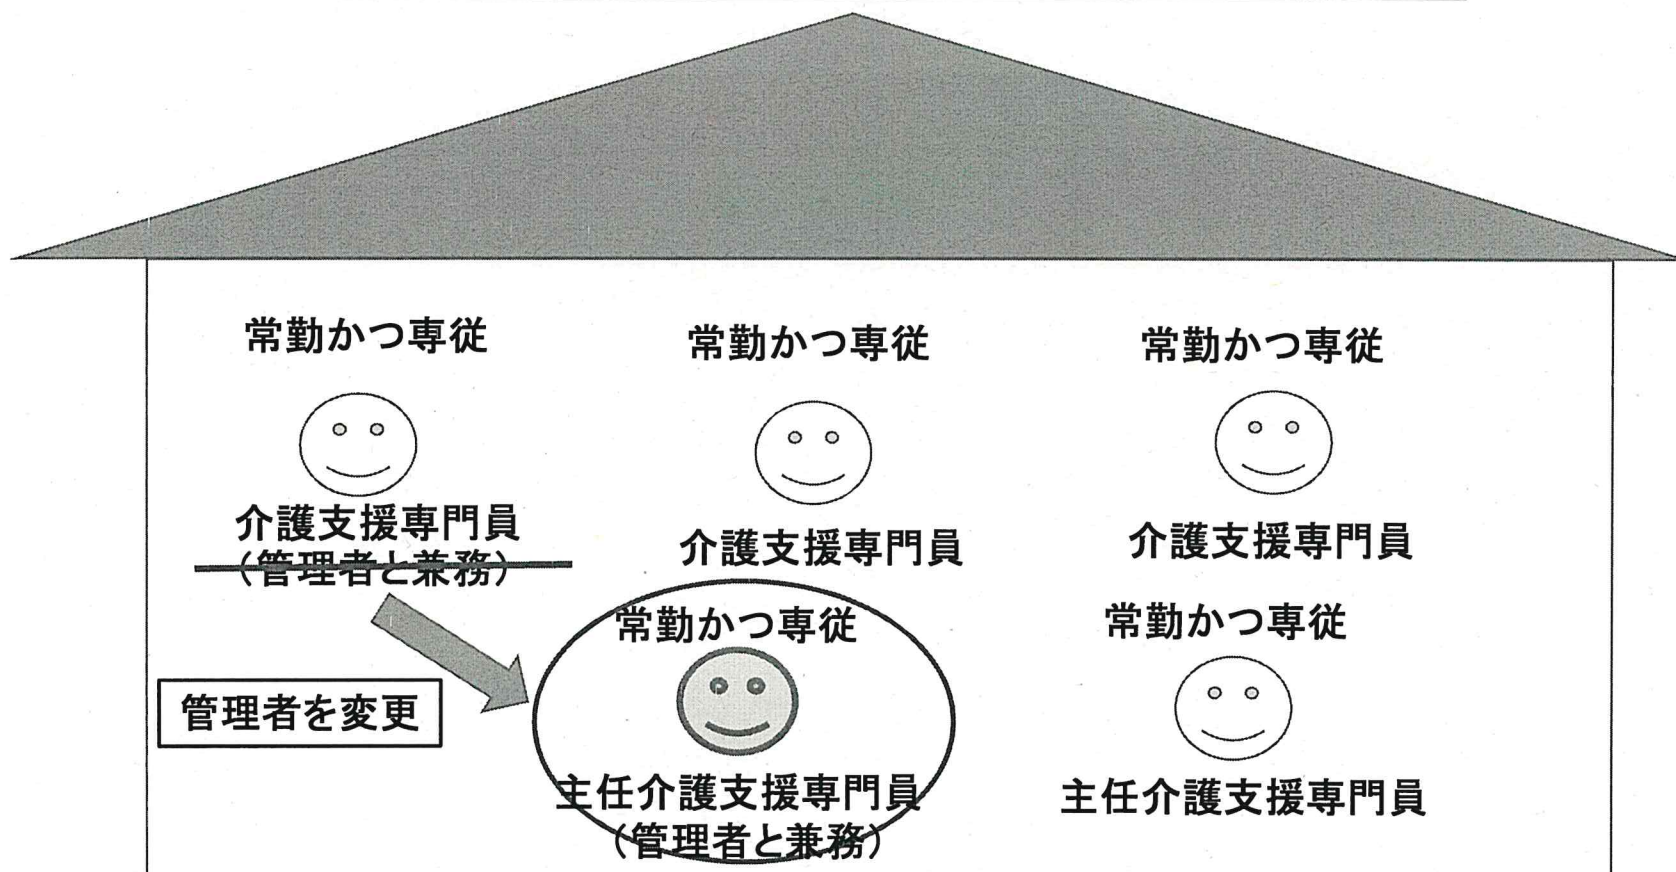 常勤かつ専従
常勤かつ専従
常勤かつ専従
介護支援専門員
(管理者と兼務)
介護支援専門員
介護支援専門員
常勤かつ専従
常勤かつ専従
管理者を変更
主任介護支援専門員
(管理者と兼務)
主任介護支援専門員